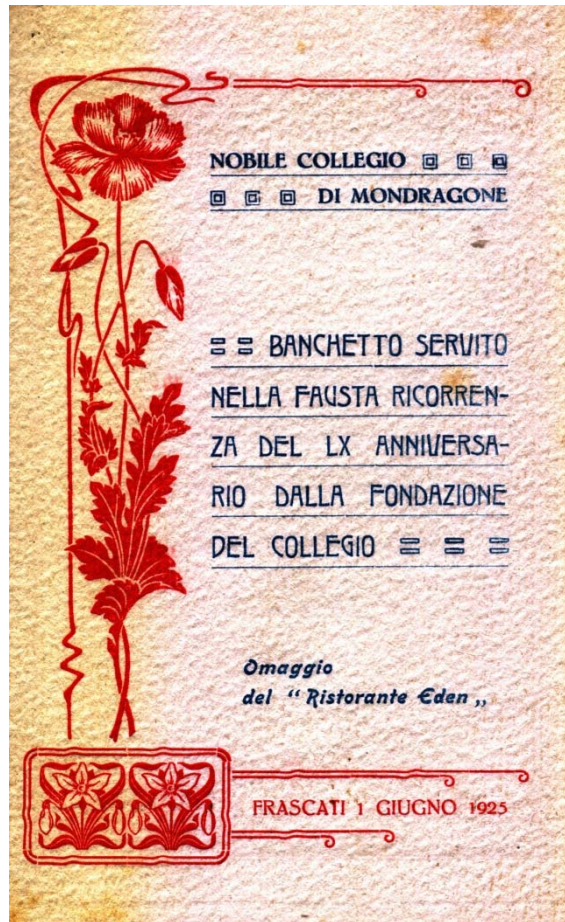 NOBILE COLLEGIO
DI MONDRAGONE
BANCHETTO SERVITO
NELLA FAUSTA RICORREN-
ZA DEL LX ANNIVERSA-
RIO DALLA FONDAZIONE
DEL COLLEGIO
Omaggio
del “ Ristorante Eden „
FRASCATI 1 GIUGNO 1925